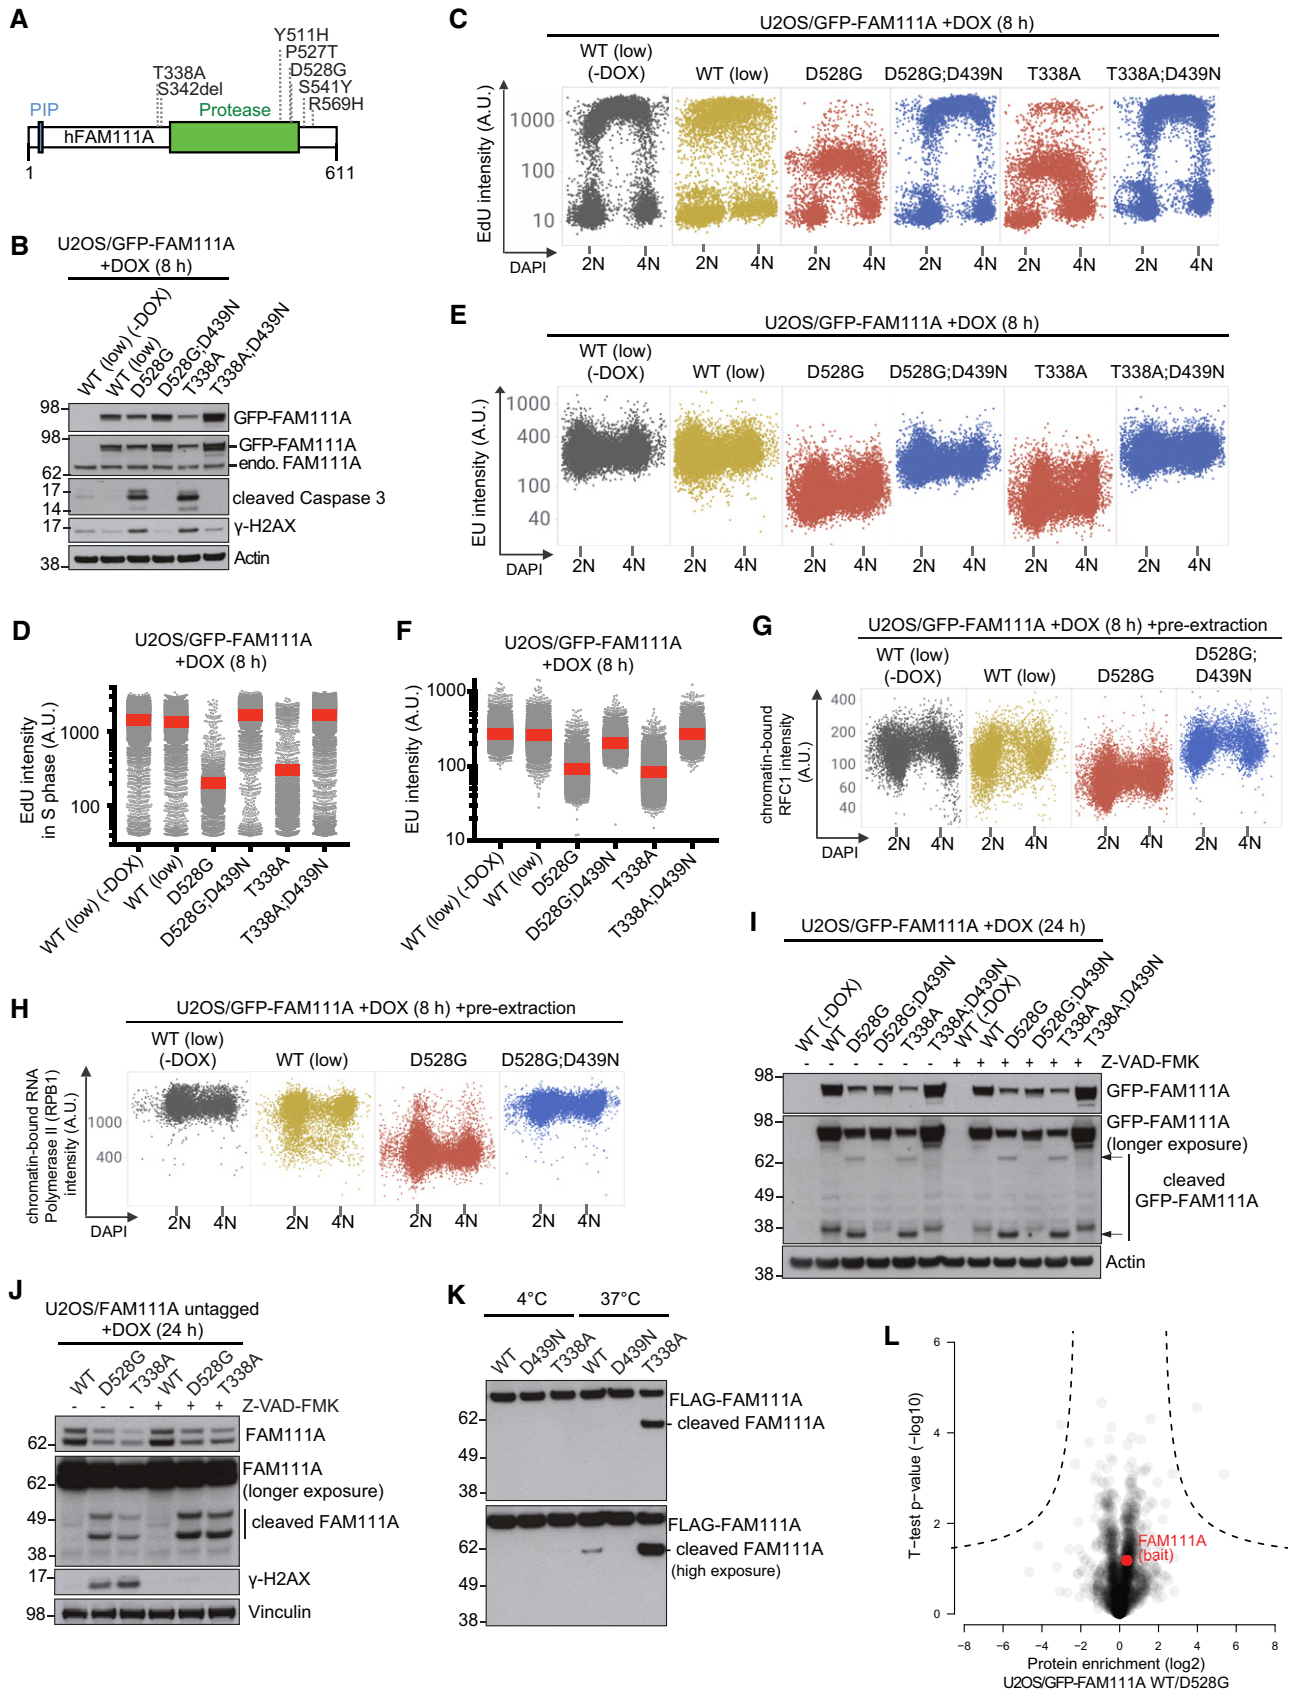 A
Y511H
P527T
T338A
D528G
S342del
S541Y
R569H
PIP
Protease
hFAM111A
1
611
B
U2OS/GFP-FAM111A
+DOX (8 h)
WT (low) (-DOX)
WT (low)
D528G
D528G;D439N
T338A
T338A;D439N
98
GFP-FAM111A
98
GFP-FAM111A
endo. FAM111A
62
17
cleaved Caspase 3
14
17
γ-H2AX
Actin
38
C
U2OS/GFP-FAM111A +DOX (8 h)
WT (low)
(-DOX)
WT (low)
D528G
D528G;D439N
T338A
T338A;D439N
EdU intensity (A.U.)
1000
100
10
DAPI
2N 4N 2N 4N 2N 4N 2N 4N 2N 4N 2N 4N
E
U2OS/GFP-FAM111A +DOX (8 h)
WT (low)
(-DOX)
WT (low)
D528G
D528G;D439N
T338A
T338A;D439N
EU intensity (A.U.)
1000
400
100
40
DAPI
2N 4N 2N 4N 2N 4N 2N 4N 2N 4N 2N 4N
D
U2OS/GFP-FAM111A
+DOX (8 h)
EdU intensity
in S phase (A.U.)
1000
100
WT (low) (-DOX)
WT (low)
D528G
D528G;D439N
T338A
T338A;D439N
F
U2OS/GFP-FAM111A
+DOX (8 h)
EU intensity (A.U.)
1000
100
10
WT (low) (-DOX)
WT (low)
D528G
D528G;D439N
T338A
T338A;D439N
G
U2OS/GFP-FAM111A +DOX (8 h) +pre-extraction
WT (low)
(-DOX)
WT (low)
D528G
D528G;
D439N
chromatin-bound
RFC1 intensity
(A.U.)
400
200
100
60
40
DAPI
2N 4N 2N 4N 2N 4N 2N 4N
H
U2OS/GFP-FAM111A +DOX (8 h) +pre-extraction
WT (low)
(-DOX)
WT (low)
D528G
D528G;D439N
chromatin-bound RNA
Polymerase II (RPB1)
intensity (A.U.)
1000
400
DAPI
2N 4N 2N 4N 2N 4N 2N 4N
I
U2OS/GFP-FAM111A +DOX (24 h)
WT (-DOX)
WT
D528G
D528G;D439N
T338A
T338A;D439N
WT (-DOX)
WT
D528G
D528G;D439N
T338A
T338A;D439N
- - - - - - + + + + + + Z-VAD-FMK
98
GFP-FAM111A
98
GFP-FAM111A
(longer exposure)
62
cleaved
GFP-FAM111A
49
38
Actin
38
J
U2OS/FAM111A untagged
+DOX (24 h)
WT
D528G
T338A
WT
D528G
T338A
- - - + + + Z-VAD-FMK
FAM111A
62
FAM111A
(longer exposure)
62
49
cleaved FAM111A
38
17
γ-H2AX
98
Vinculin
K
4°C 37°C
WT
D439N
T338A
WT
D439N
T338A
FLAG-FAM111A
62
cleaved FAM111A
49
38
FLAG-FAM111A
62
cleaved FAM111A
(high exposure)
49
38
L
T-test p-value (−log10)
6
4
2
0
FAM111A
(bait)
−8 −6 −4 −2 0 2 4 6 8
Protein enrichment (log2)
U2OS/GFP-FAM111A WT/D528G